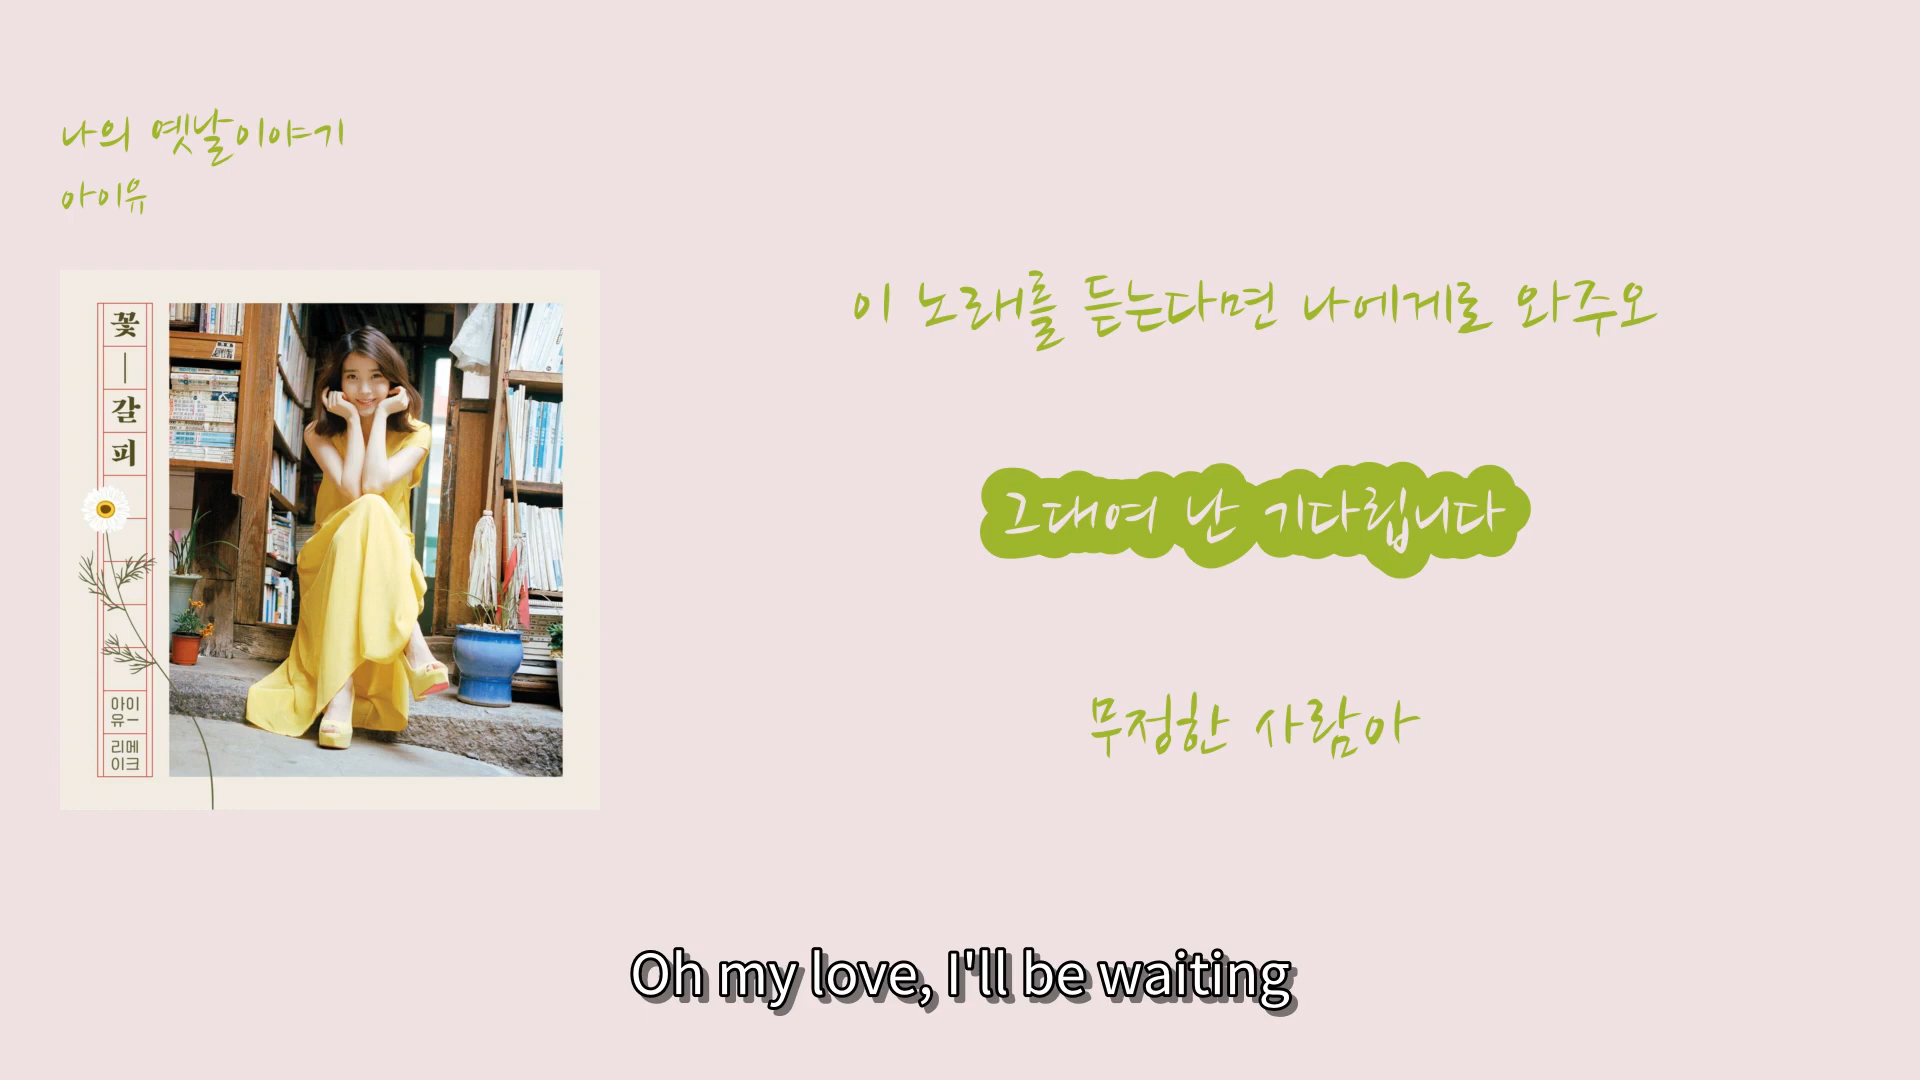 나의 옛날이야기
아이유
꽃
갈
피
아이
유—
리메
이크
이 노래를 듣는다면 나에게로 와주오
그대여 난 기다립니다
무정한 사람아
Oh my love, I'll be waiting